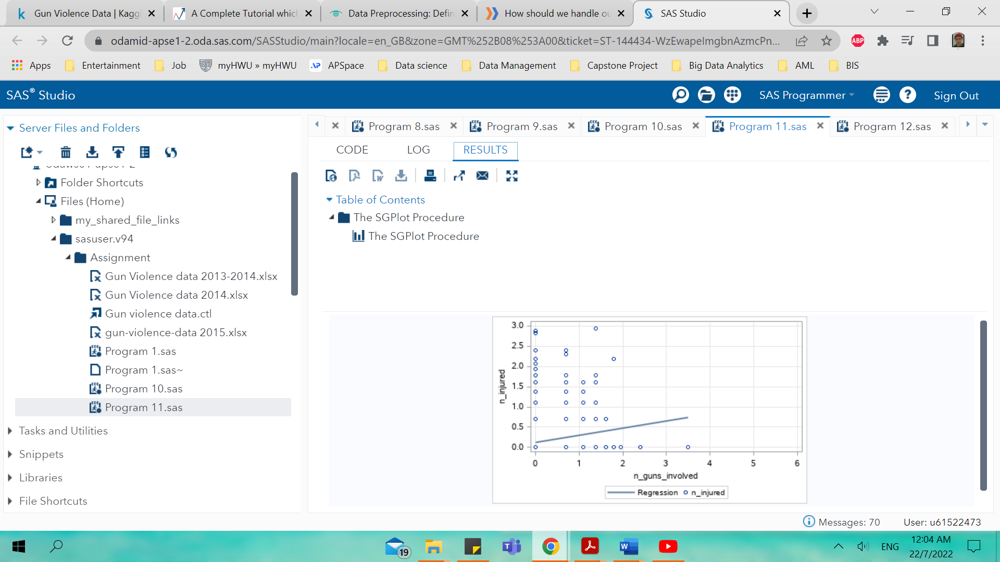 Gun Violence Data | Kaggl
A Complete Tutorial which
Data Preprocessing: Defin
How should we handle ou
SAS Studio
odamid-apse1-2.oda.sas.com/SASStudio/main?locale=en_GB&zone=GMT%252B08%253A00&ticket=ST-144434-WzEwapeImgbnAzmcPn...
ABP
Apps
Entertainment
Job
myHWU » myHWU
APSpace
Data science
Data Management
Capstone Project
Big Data Analytics
AML
BIS
SAS® Studio
SAS Programmer
Sign Out
Server Files and Folders
Folder Shortcuts
Files (Home)
my_shared_file_links
sasuser.v94
Assignment
Gun Violence data 2013-2014.xlsx
Gun Violence data 2014.xlsx
Gun violence data.ctl
gun-violence-data 2015.xlsx
Program 1.sas
Program 1.sas~
Program 10.sas
Program 11.sas
Tasks and Utilities
Snippets
Libraries
File Shortcuts
Program 8.sas
Program 9.sas
Program 10.sas
Program 11.sas
Program 12.sas
CODE
LOG
RESULTS
Table of Contents
The SGPlot Procedure
The SGPlot Procedure
3.0
2.5
2.0
1.5
1.0
0.5
0.0
n_injured
0 1 2 3 4 5 6
n_guns_involved
Regression n_injured
Messages: 70
User: u61522473
19
ENG
12:04 AM
22/7/2022